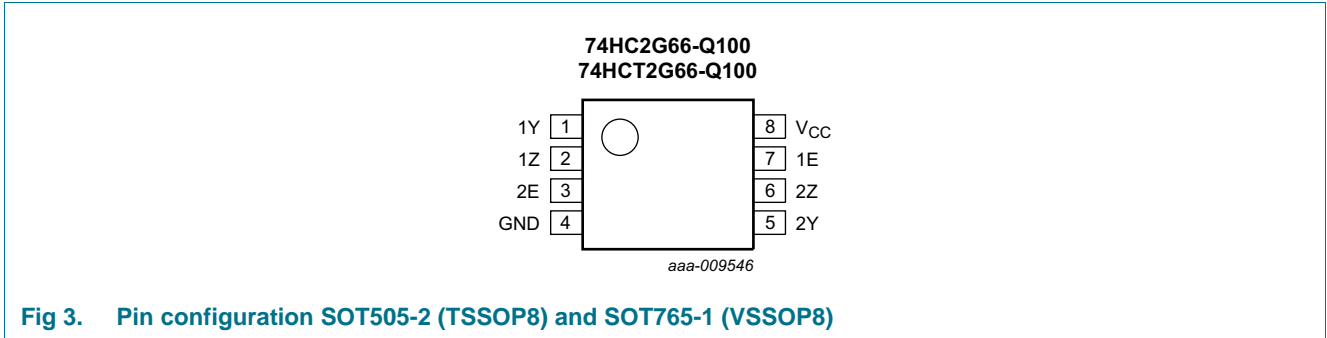 74HC2G66-Q100
74HCT2G66-Q100
1Y 1 8 VCC
1Z 2 7 1E
2E 3 6 2Z
GND 4 5 2Y
aaa-009546
Fig 3. Pin configuration SOT505-2 (TSSOP8) and SOT765-1 (VSSOP8)